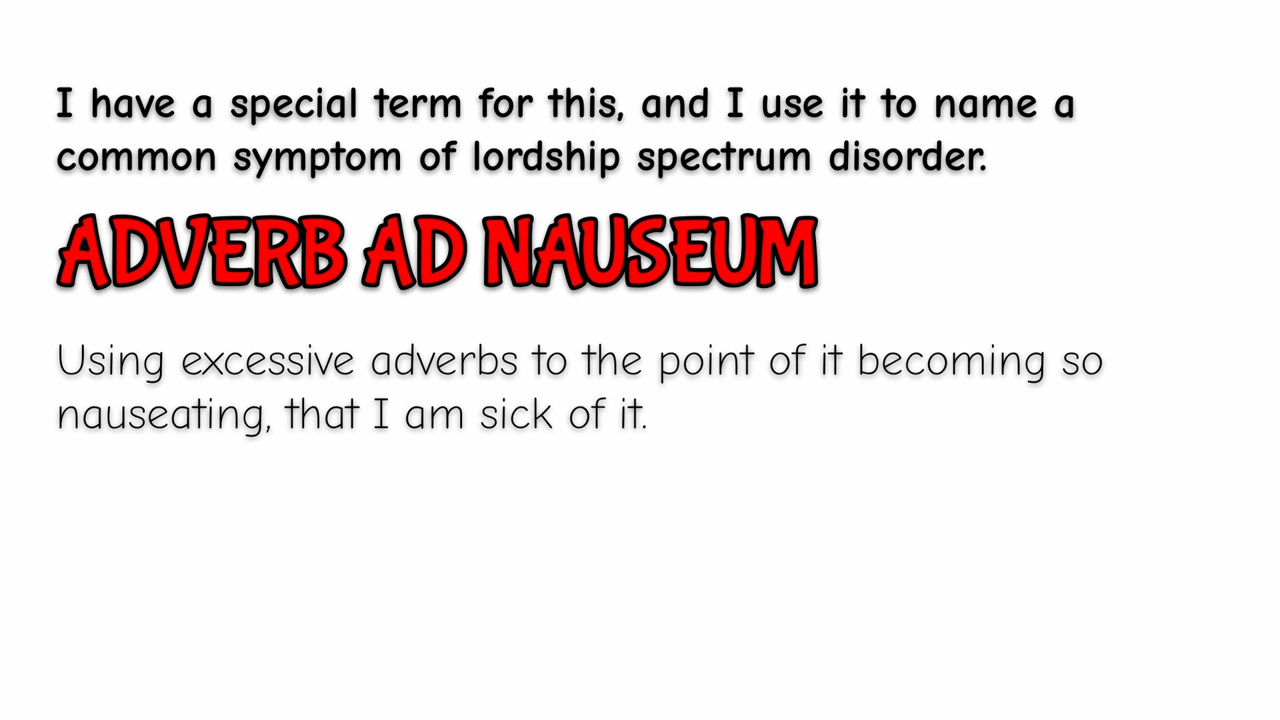 I have a special term for this, and I use it to name a
common symptom of lordship spectrum disorder.
ADVERB AD NAUSEUM
Using excessive adverbs to the point of it becoming so
nauseating, that I am sick of it.